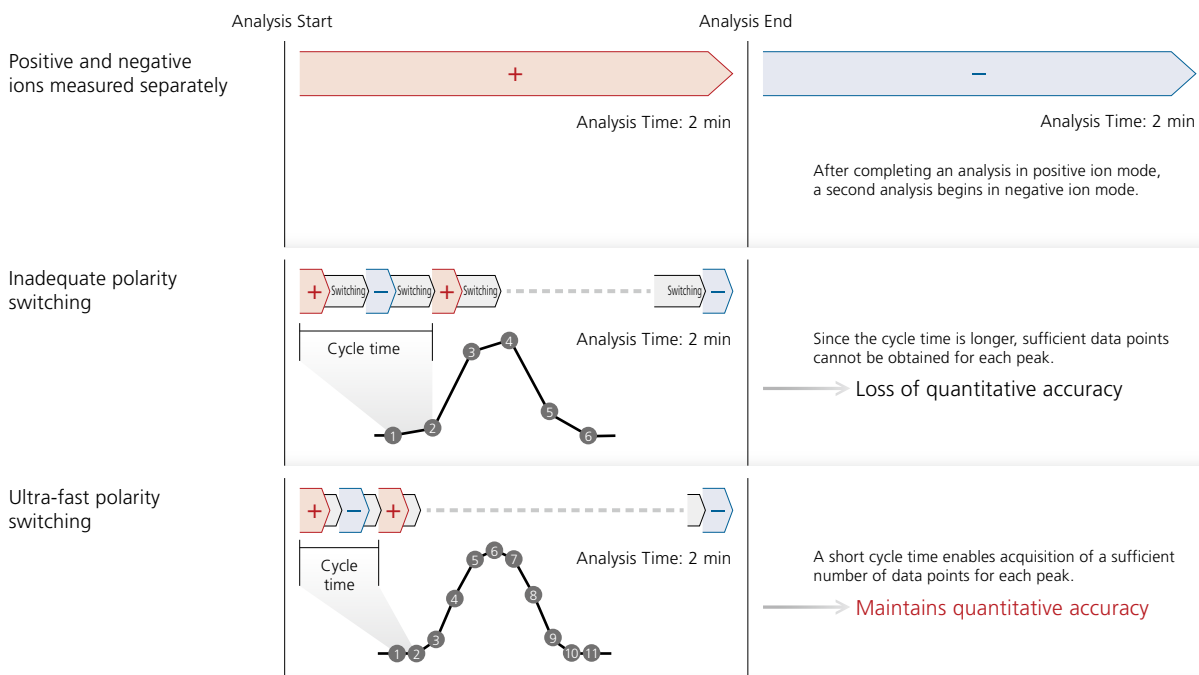 Analysis Start
Analysis End
Positive and negative
ions measured separately
+
−
Analysis Time: 2 min
Analysis Time: 2 min
After completing an analysis in positive ion mode,
a second analysis begins in negative ion mode.
Inadequate polarity
switching
+ Switching − Switching + Switching Switching −
Cycle time
Analysis Time: 2 min
1 2 3 4 5 6
Since the cycle time is longer, sufficient data points
cannot be obtained for each peak.
Loss of quantitative accuracy
Ultra-fast polarity
switching
+ − + −
Cycle
time
Analysis Time: 2 min
1 2 3 4 5 6 7 8 9 10 11
A short cycle time enables acquisition of a sufficient
number of data points for each peak.
Maintains quantitative accuracy